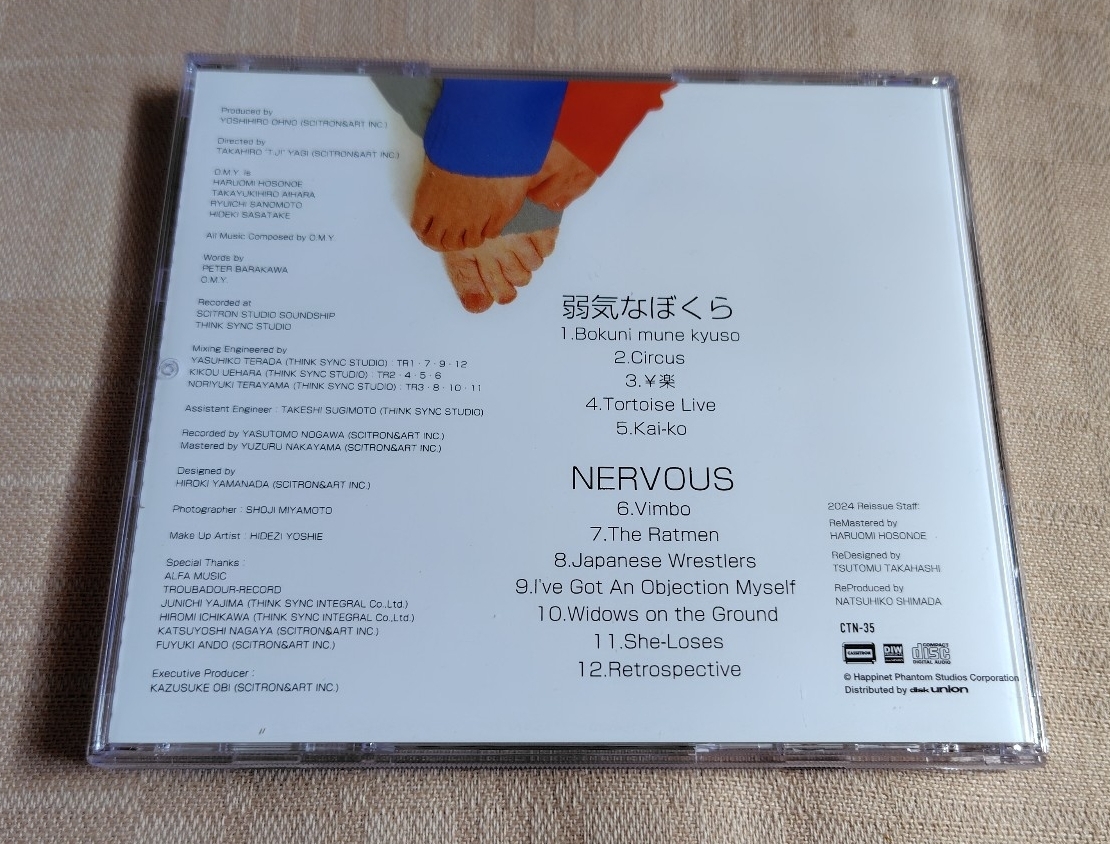 Produced by
YOSHIHIRO OHNO (SCITRON&ART INC.)
Directed by
TAKAHIRO "TJI" YAGI (SCITRON&ART INC.)
O.M.Y. is
HARUOMI HOSONOE
TAKAYUKIHIRO AIHARA
RYUICHI SANOMOTO
HIDEKI SASATAKE
All Music Composed by O.M.Y.
Words by
PETER BARAKAWA
O.M.Y.
Recorded at
SCITRON STUDIO SOUNDSHIP
THINK SYNC STUDIO
Mixing Engineered by
YASUHIKO TERADA (THINK SYNC STUDIO) : TR1 · 7 · 9 · 12
KIKOU UEHARA (THINK SYNC STUDIO) : TR2 · 4 · 5 · 6
NORIYUKI TERAYAMA (THINK SYNC STUDIO) : TR3 · 8 · 10 · 11
Assistant Engineer : TAKESHI SUGIMOTO (THINK SYNC STUDIO)
Recorded by YASUTOMO NOGAWA (SCITRON&ART INC.)
Mastered by YUZURU NAKAYAMA (SCITRON&ART INC.)
Designed by
HIROKI YAMANADA (SCITRON&ART INC.)
Photographer : SHOJI MIYAMOTO
Make Up Artist : HIDEZI YOSHIE
Special Thanks :
ALFA MUSIC
TROUBADOUR-RECORD
JUNICHI YAJIMA (THINK SYNC INTEGRAL Co.,Ltd.)
HIROMI ICHIKAWA (THINK SYNC INTEGRAL Co.,Ltd.)
KATSUYOSHI NAGAYA (SCITRON&ART INC.)
FUYUKI ANDO (SCITRON&ART INC.)
Executive Producer :
KAZUSUKE OBI (SCITRON&ART INC.)
弱気なぼくら
1.Bokuni mune kyuso
2.Circus
3.¥楽
4.Tortoise Live
5.Kai-ko
NERVOUS
6.Vimbo
7.The Ratmen
8.Japanese Wrestlers
9.I've Got An Objection Myself
10.Widows on the Ground
11.She-Loses
12.Retrospective
2024 Reissue Staff:
ReMastered by
HARUOMI HOSONOE
ReDesigned by
TSUTOMU TAKAHASHI
ReProduced by
NATSUHIKO SHIMADA
CTN-35
CASSETRON DIW COMPACT disc DIGITAL AUDIO
© Happinet Phantom Studios Corporation
Distributed by disk union